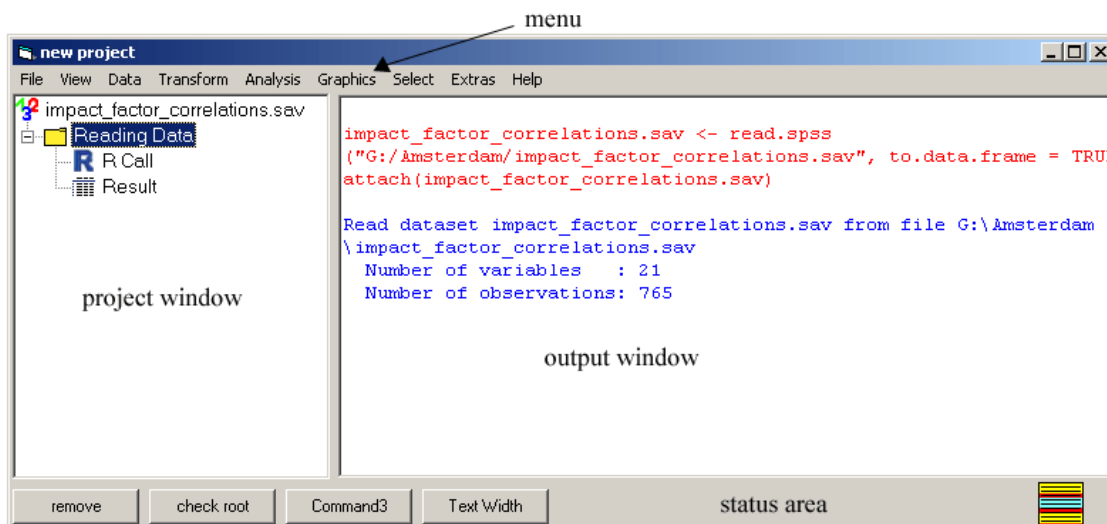 menu
new project
File View Data Transform Analysis Graphics Select Extras Help
impact_factor_correlations.sav
Reading Data
R R Call
Result
project window
impact_factor_correlations.sav <- read.spss
("G:/Amsterdam/impact_factor_correlations.sav", to.data.frame = TRU
attach(impact_factor_correlations.sav)
Read dataset impact_factor_correlations.sav from file G:\Amsterdam
\impact_factor_correlations.sav
Number of variables : 21
Number of observations: 765
output window
remove check root Command3 Text Width status area